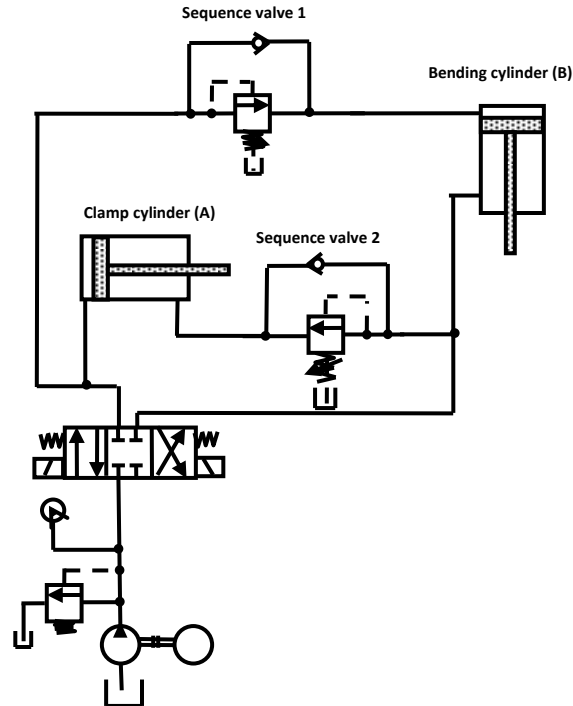 Sequence valve 1
Bending cylinder (B)
Clamp cylinder (A)
Sequence valve 2